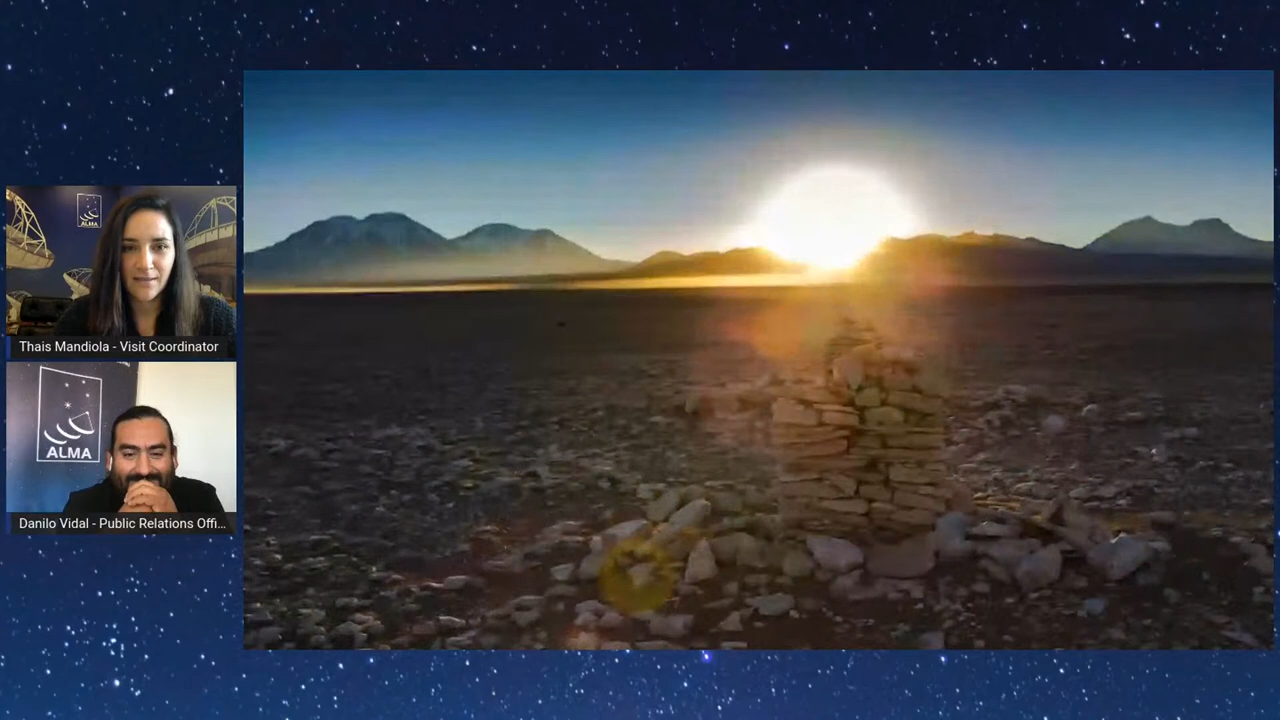 ALMA
Thais Mandiola - Visit Coordinator
ALMA
Danilo Vidal - Public Relations Offi...